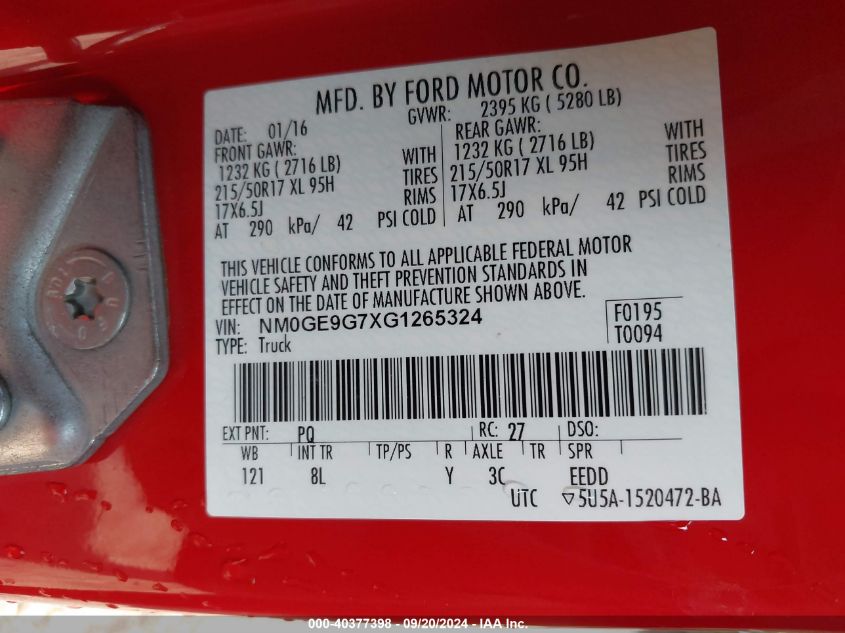 MFD. BY FORD MOTOR CO.
DATE: 01/16 GVWR: 2395 KG ( 5280 LB)
FRONT GAWR: REAR GAWR:
1232 KG ( 2716 LB) WITH 1232 KG ( 2716 LB) WITH
215/50R17 XL 95H TIRES 215/50R17 XL 95H TIRES
17X6.5J RIMS 17X6.5J RIMS
AT 290 kPa/ 42 PSI COLD AT 290 kPa/ 42 PSI COLD
THIS VEHICLE CONFORMS TO ALL APPLICABLE FEDERAL MOTOR
VEHICLE SAFETY AND THEFT PREVENTION STANDARDS IN
EFFECT ON THE DATE OF MANUFACTURE SHOWN ABOVE.
VIN: NM0GE9G7XG1265324 F0195
TYPE: Truck T0094
EXT PNT: PQ RC: 27 DSO:
WB INT TR TP/PS R AXLE TR SPR
121 8L Y 3C EEDD
UTC 5U5A-1520472-BA
000-40377398 - 09/20/2024 - IAA Inc.